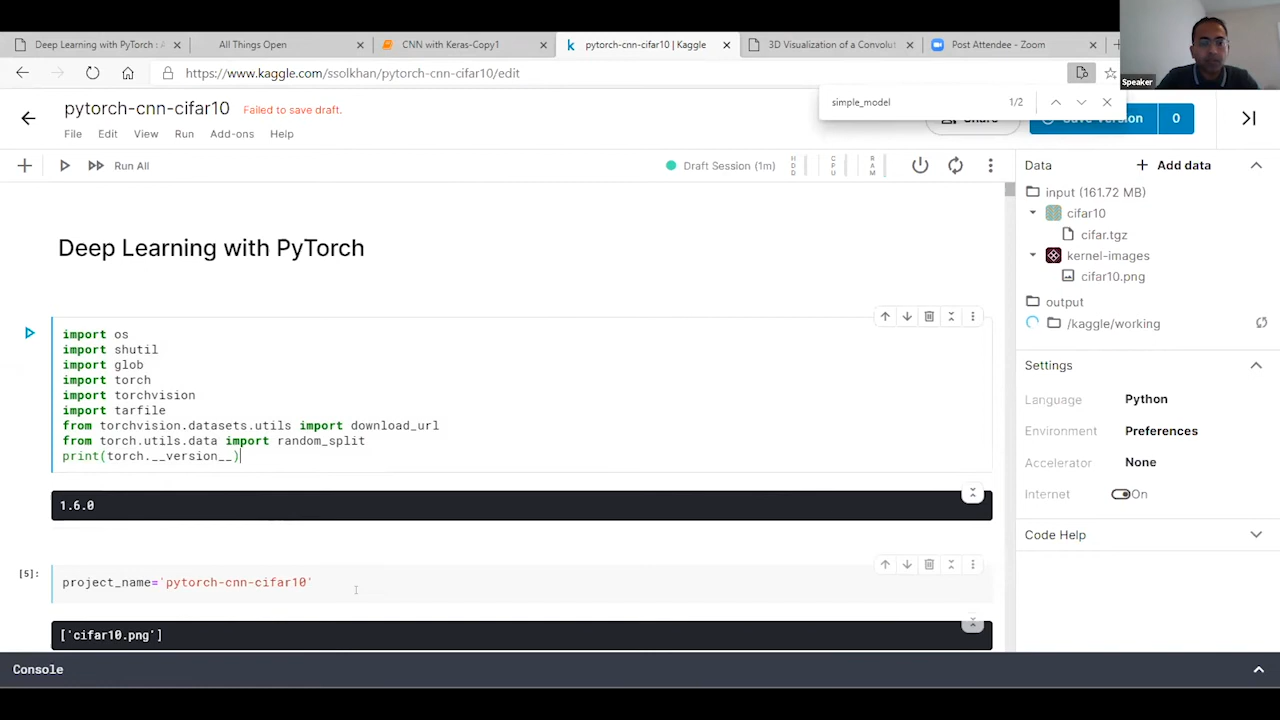 Deep Learning with PyTorch : A
All Things Open
CNN with Keras-Copy1
pytorch-cnn-cifar10 | Kaggle
3D Visualization of a Convolut
Post Attendee - Zoom
https://www.kaggle.com/ssolkhan/pytorch-cnn-cifar10/edit
Speaker
simple_model 1/2
pytorch-cnn-cifar10 Failed to save draft.
Share
Save Version 0
File Edit View Run Add-ons Help
Run All
Draft Session (1m)
HDD
CPU
RAM
Data
Add data
input (161.72 MB)
cifar10
cifar.tgz
kernel-images
cifar10.png
output
/kaggle/working
Settings
Language Python
Environment Preferences
Accelerator None
Internet On
Code Help
Deep Learning with PyTorch
import os
import shutil
import glob
import torch
import torchvision
import tarfile
from torchvision.datasets.utils import download_url
from torch.utils.data import random_split
print(torch.__version__)
1.6.0
[5]:
project_name='pytorch-cnn-cifar10'
['cifar10.png']
Console